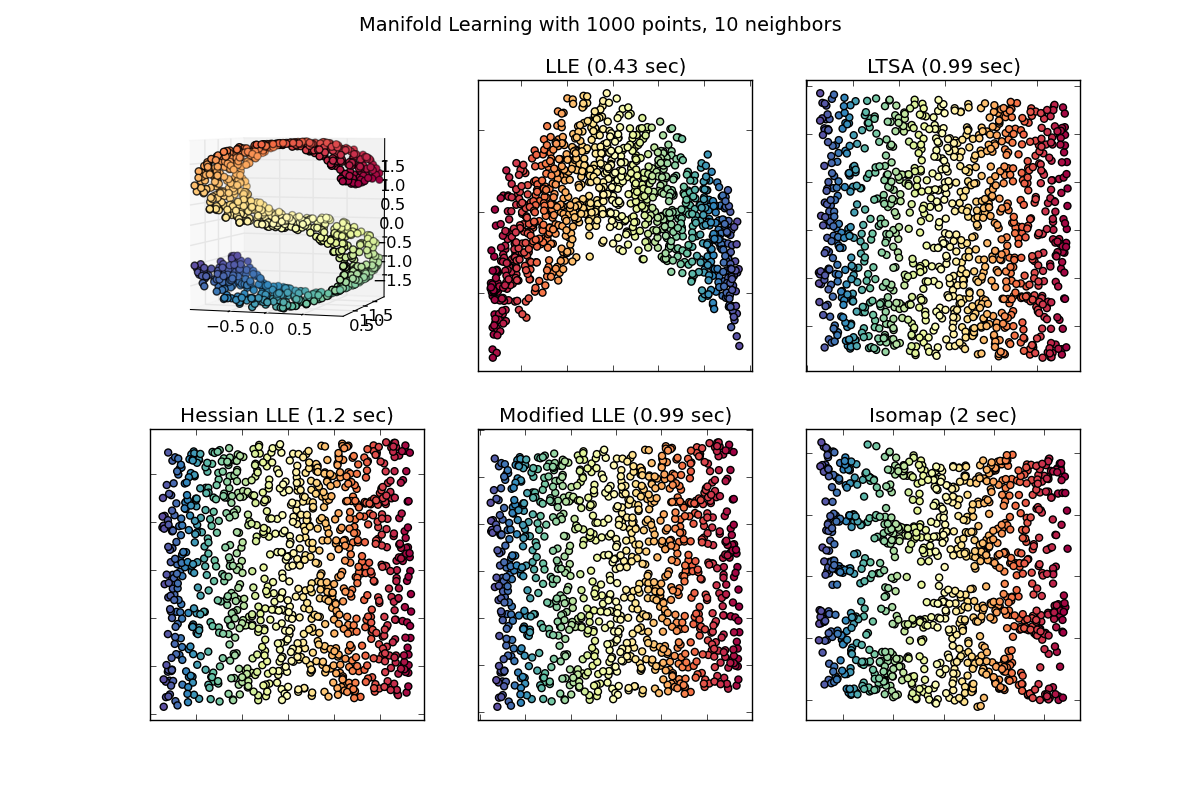 Manifold Learning with 1000 points, 10 neighbors
LLE (0.43 sec)
LTSA (0.99 sec)
1.5
1.0
0.5
0.0
−0.5
−1.0
−1.5
−0.5 0.0 0.5
Hessian LLE (1.2 sec)
Modified LLE (0.99 sec)
Isomap (2 sec)